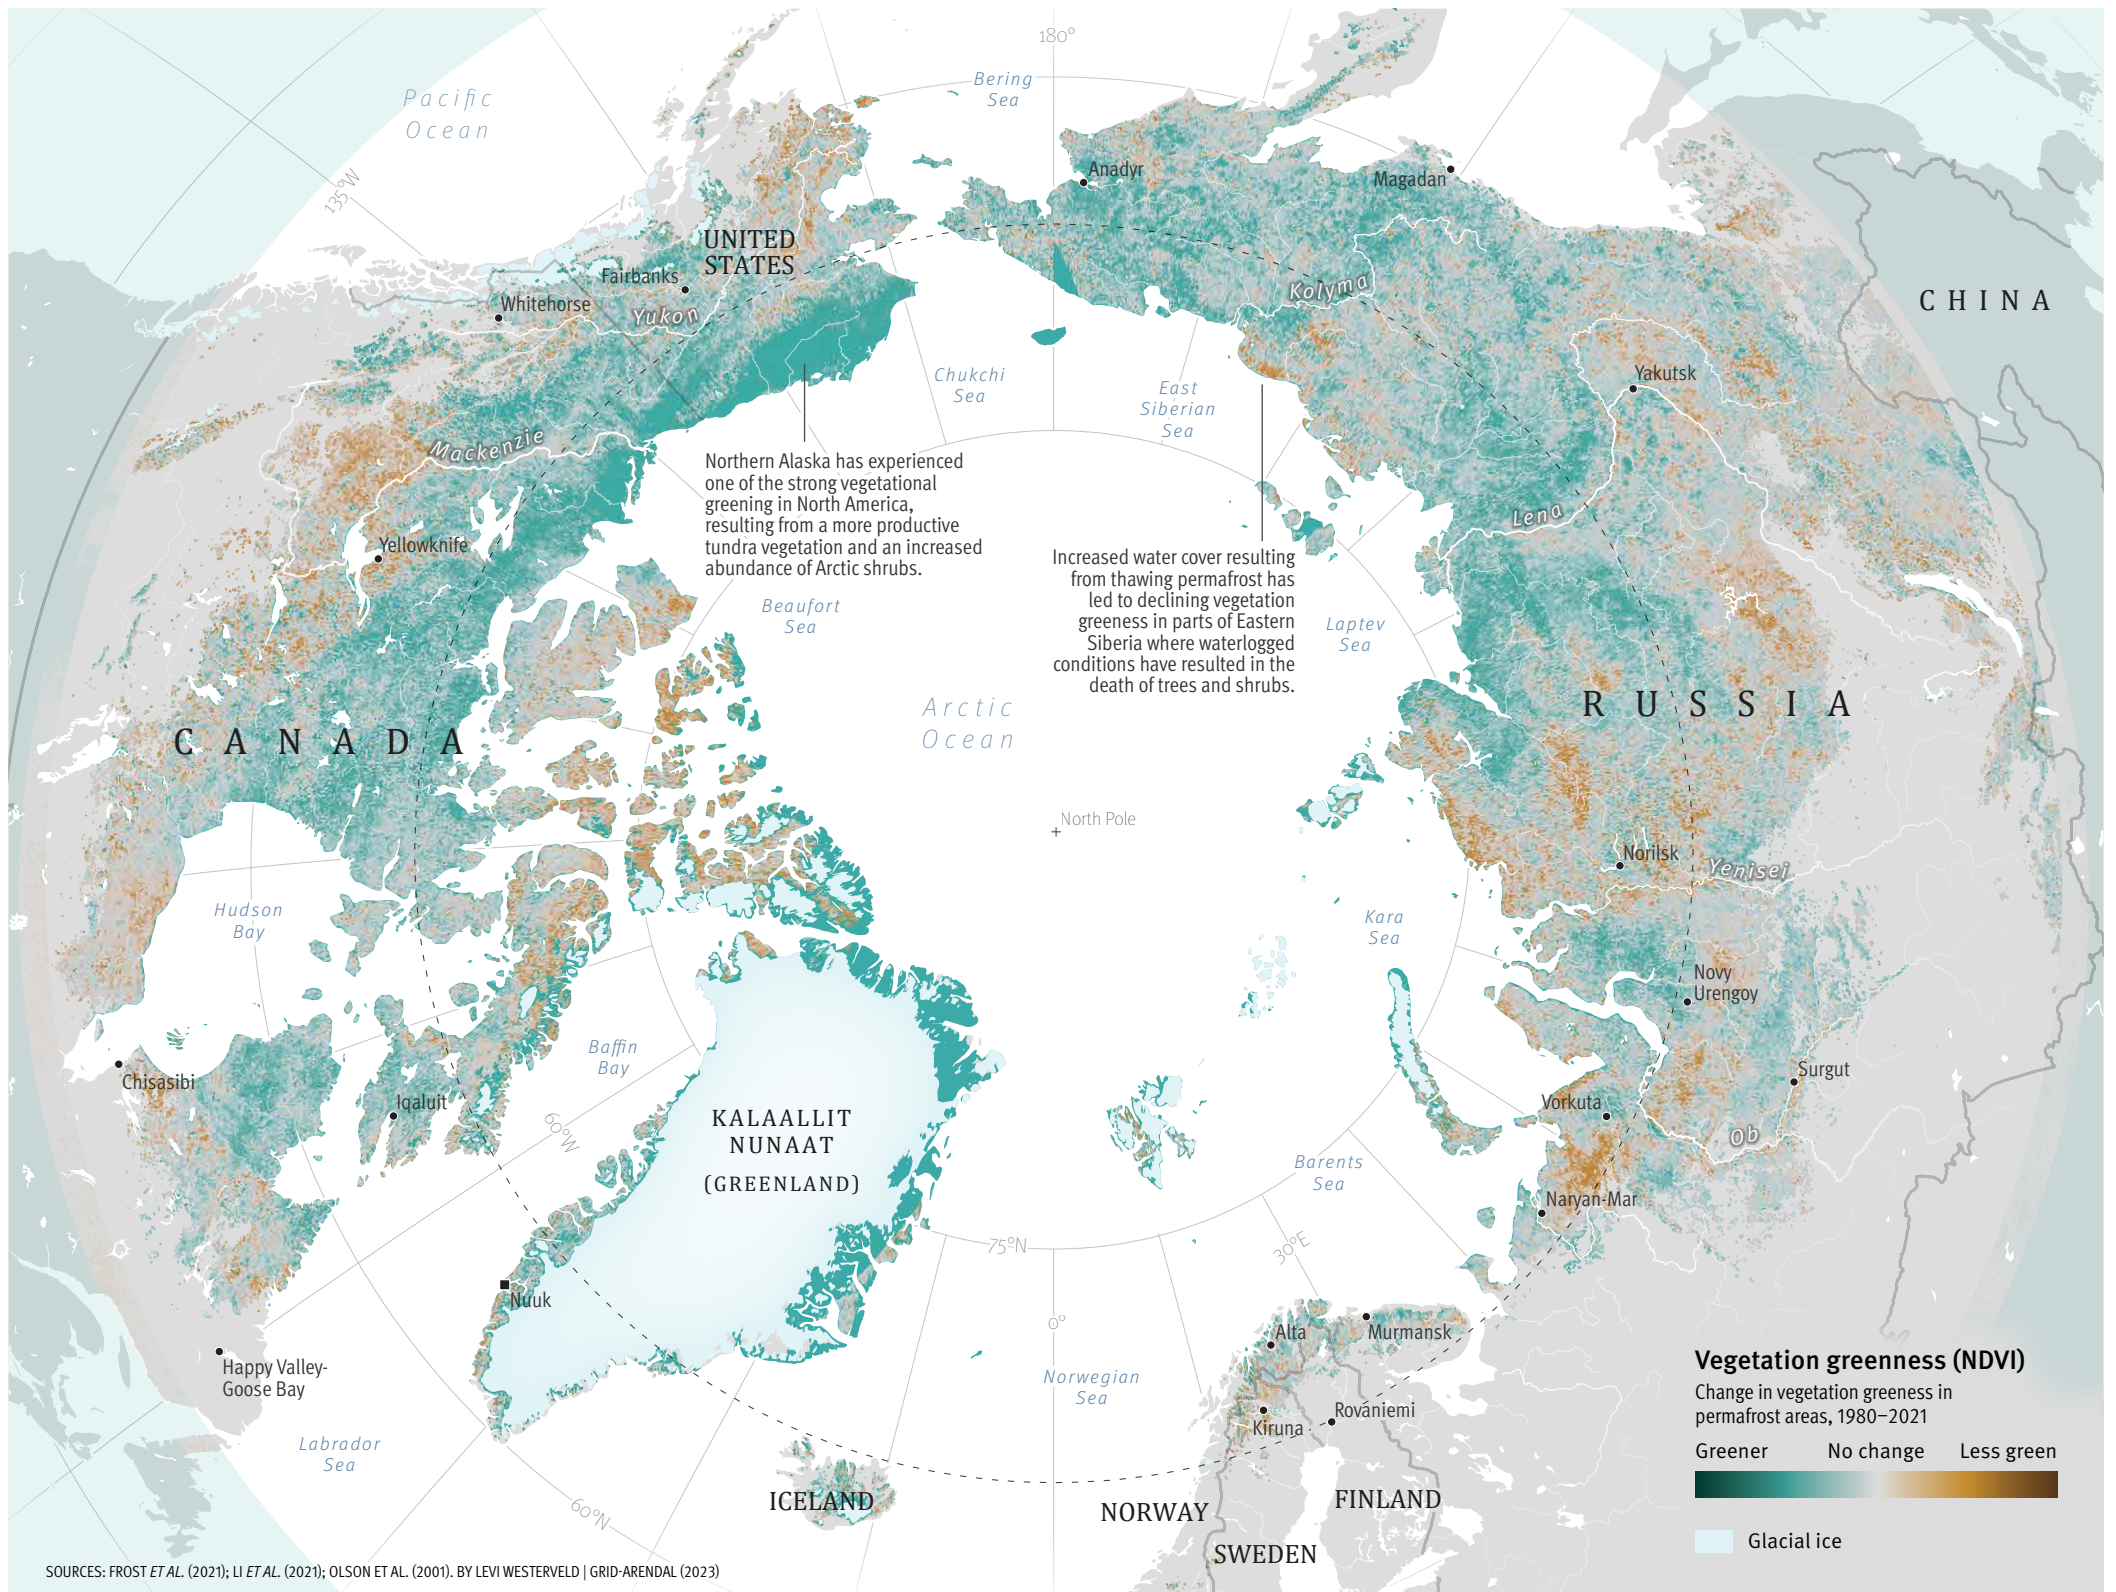 180°
Bering
Sea
Pacific
Ocean
135°W
Anadyr
Magadan
UNITED
STATES
Fairbanks
Whitehorse
Yukon
Kolyma
CHINA
Chukchi
Sea
East
Siberian
Sea
Yakutsk
Mackenzie
Northern Alaska has experienced
one of the strong vegetational
greening in North America,
resulting from a more productive
tundra vegetation and an increased
abundance of Arctic shrubs.
Lena
Yellowknife
Increased water cover resulting
from thawing permafrost has
led to declining vegetation
greeness in parts of Eastern
Siberia where waterlogged
conditions have resulted in the
death of trees and shrubs.
Beaufort
Sea
Laptev
Sea
Arctic
Ocean
RUSSIA
CANADA
North Pole
Norilsk
Yenisei
Hudson
Bay
Kara
Sea
Novy
Urengoy
Baffin
Bay
Chisasibi
Iqaluit
Surgut
Vorkuta
60°W
KALAALLIT
NUNAAT
(GREENLAND)
Ob
Barents
Sea
Naryan-Mar
75°N
30°E
Nuuk
0°
Alta
Murmansk
Happy Valley-
Goose Bay
Norwegian
Sea
Kiruna
Rovaniemi
Labrador
Sea
60°N
ICELAND
NORWAY
FINLAND
SWEDEN
Vegetation greenness (NDVI)
Change in vegetation greeness in
permafrost areas, 1980–2021
Greener No change Less green
Glacial ice
SOURCES: FROST ET AL. (2021); LI ET AL. (2021); OLSON ET AL. (2001). BY LEVI WESTERVELD | GRID-ARENDAL (2023)